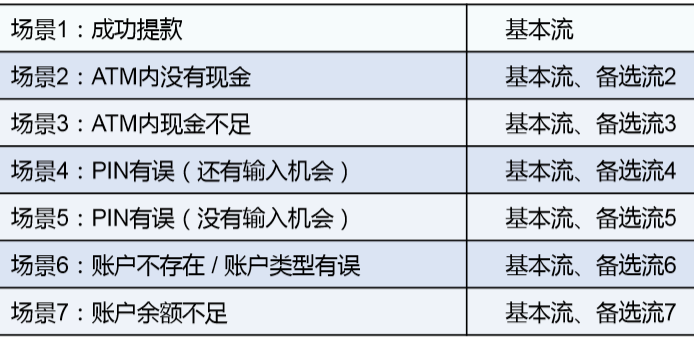 场景1：成功提款 基本流
场景2：ATM内没有现金 基本流、备选流2
场景3：ATM内现金不足 基本流、备选流3
场景4：PIN有误（还有输入机会） 基本流、备选流4
场景5：PIN有误（没有输入机会） 基本流、备选流5
场景6：账户不存在 / 账户类型有误 基本流、备选流6
场景7：账户余额不足 基本流、备选流7